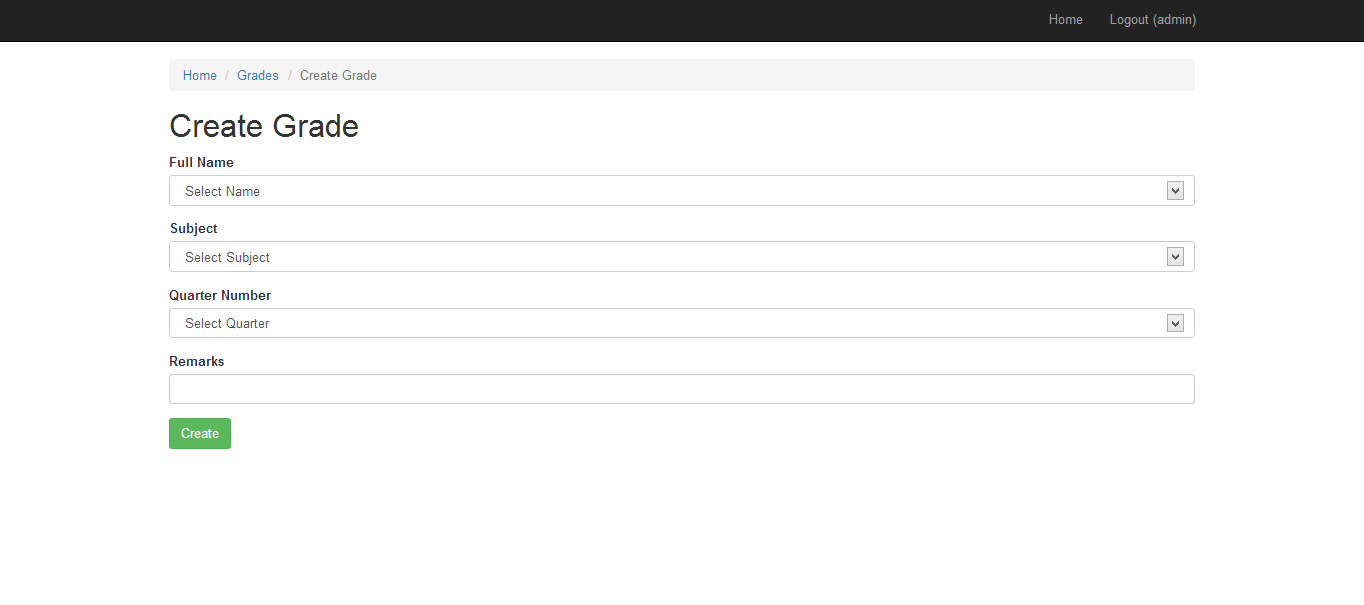 Home Logout (admin)
Home / Grades / Create Grade
Create Grade
Full Name
Select Name
Subject
Select Subject
Quarter Number
Select Quarter
Remarks
Create